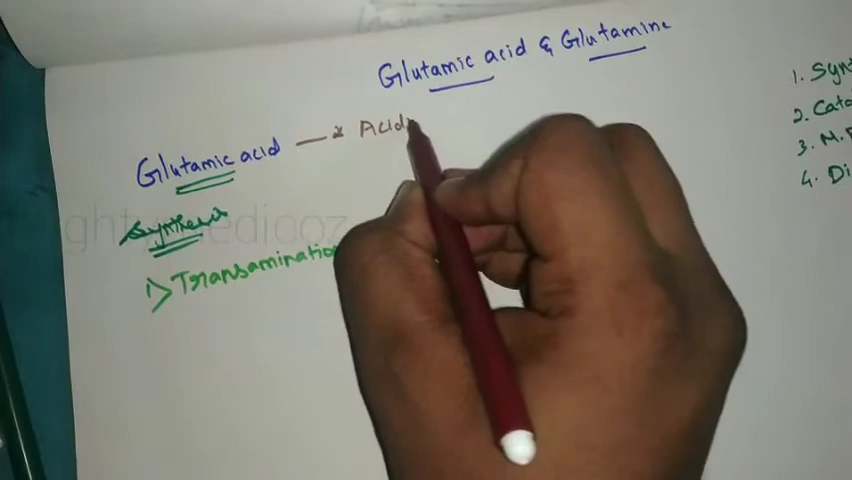 Glutamic acid & Glutamine
Glutamic acid — * Acid
Synthesis
1> Transamination
1. Syn
2. Cata
3. M.
4. Di